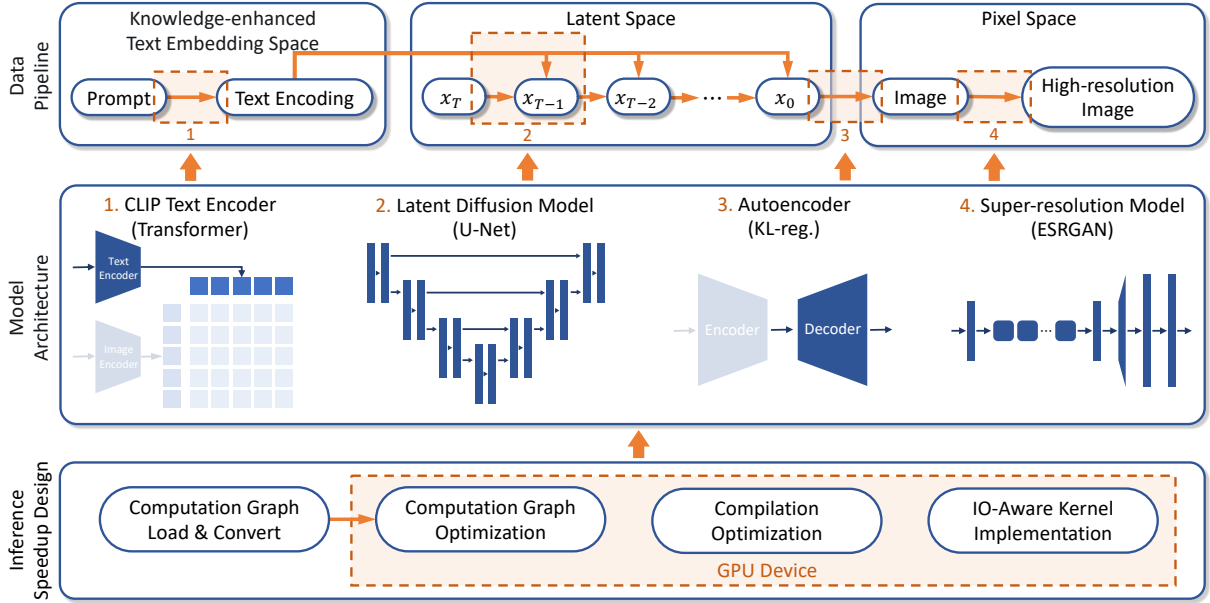 Data
Pipeline
Knowledge-enhanced
Text Embedding Space
Latent Space
Pixel Space
Prompt
Text Encoding
x_T
x_{T−1}
x_{T−2}
...
x_0
Image
High-resolution
Image
1
2
3
4
Model
Architecture
1. CLIP Text Encoder
(Transformer)
2. Latent Diffusion Model
(U-Net)
3. Autoencoder
(KL-reg.)
4. Super-resolution Model
(ESRGAN)
Text
Encoder
Image
Encoder
Encoder
Decoder
...
Inference
Speedup Design
Computation Graph
Load & Convert
Computation Graph
Optimization
Compilation
Optimization
IO-Aware Kernel
Implementation
GPU Device